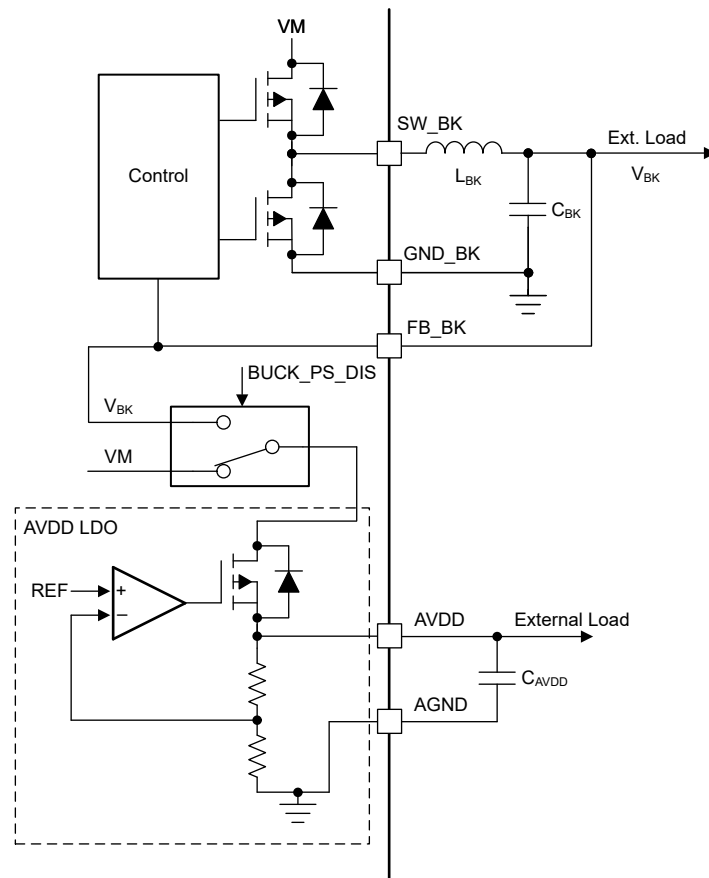 VM
SW_BK
Ext. Load
Control
L_BK
V_BK
C_BK
GND_BK
FB_BK
BUCK_PS_DIS
V_BK
VM
AVDD LDO
REF
+
−
AVDD
External Load
C_AVDD
AGND